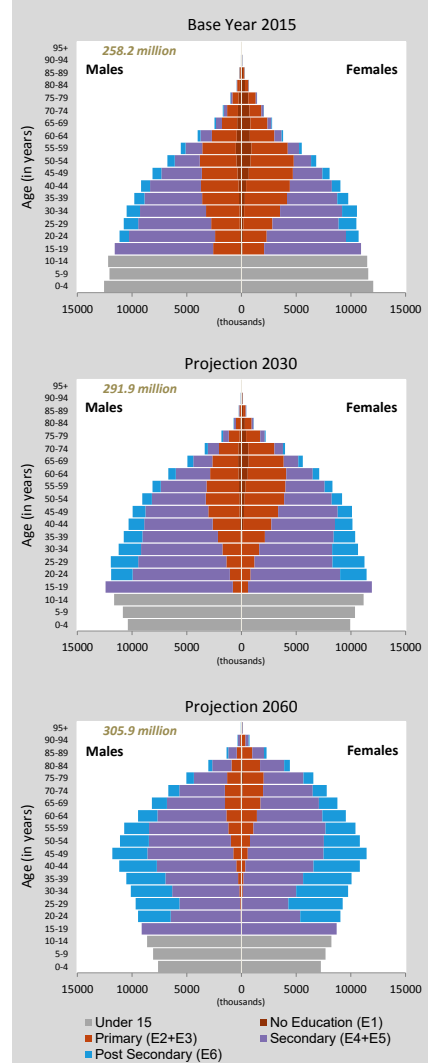 Base Year 2015
258.2 million
Males
Females
Age (in years)
95+
90-94
85-89
80-84
75-79
70-74
65-69
60-64
55-59
50-54
45-49
40-44
35-39
30-34
25-29
20-24
15-19
10-14
5-9
0-4
15000 10000 5000 0 5000 10000 15000
(thousands)
Projection 2030
291.9 million
Males
Females
Age (in years)
95+
90-94
85-89
80-84
75-79
70-74
65-69
60-64
55-59
50-54
45-49
40-44
35-39
30-34
25-29
20-24
15-19
10-14
5-9
0-4
15000 10000 5000 0 5000 10000 15000
(thousands)
Projection 2060
305.9 million
Males
Females
Age (in years)
95+
90-94
85-89
80-84
75-79
70-74
65-69
60-64
55-59
50-54
45-49
40-44
35-39
30-34
25-29
20-24
15-19
10-14
5-9
0-4
15000 10000 5000 0 5000 10000 15000
(thousands)
Under 15 No Education (E1)
Primary (E2+E3) Secondary (E4+E5)
Post Secondary (E6)